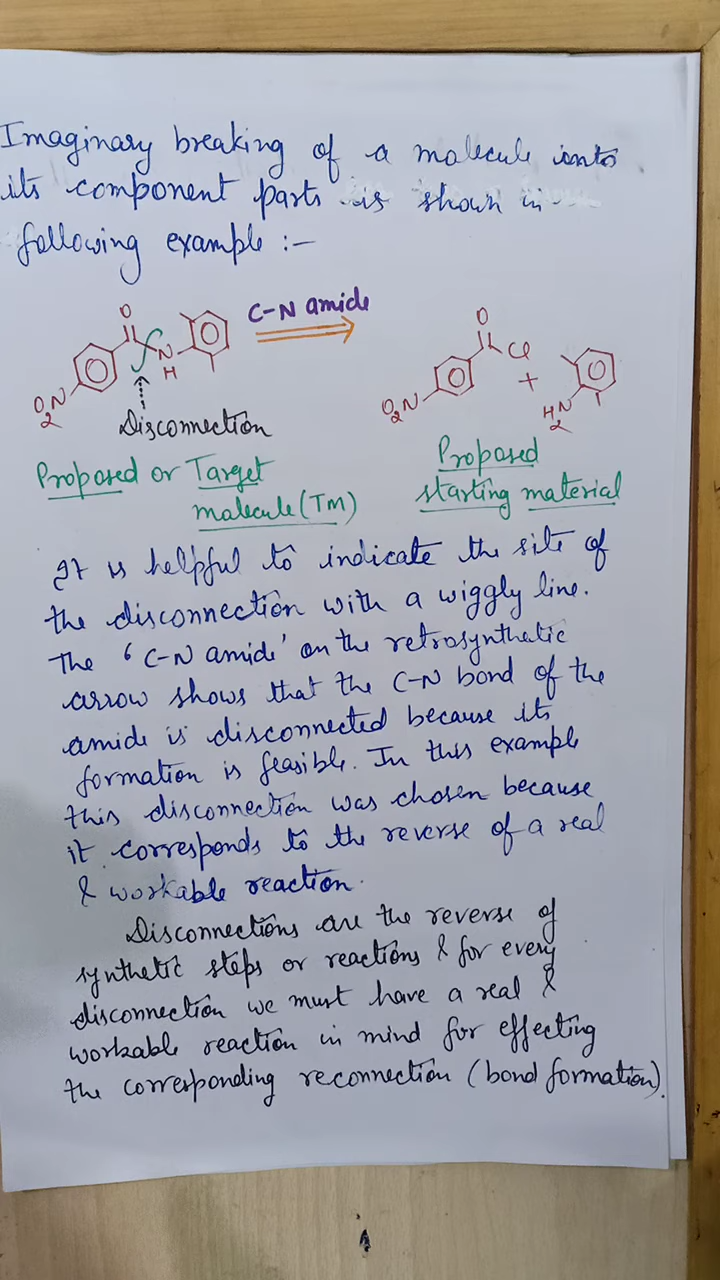 Imaginary breaking of a molecule into
its component parts is shown in
following example :-
O
C-N amide
O
Cl
N
H
+
O2N
O2N
H2N
Disconnection
Proposed or Target
molecule (TM)
Proposed
starting material
It is helpful to indicate the site of
the disconnection with a wiggly line.
The 'C-N amide' on the retrosynthetic
arrow shows that the C-N bond of the
amide is disconnected because its
formation is feasible. In this example
this disconnection was chosen because
it corresponds to the reverse of a real
& workable reaction.
Disconnections are the reverse of
synthetic steps or reactions & for every
disconnection we must have a real &
workable reaction in mind for effecting
the corresponding reconnection (bond formation).